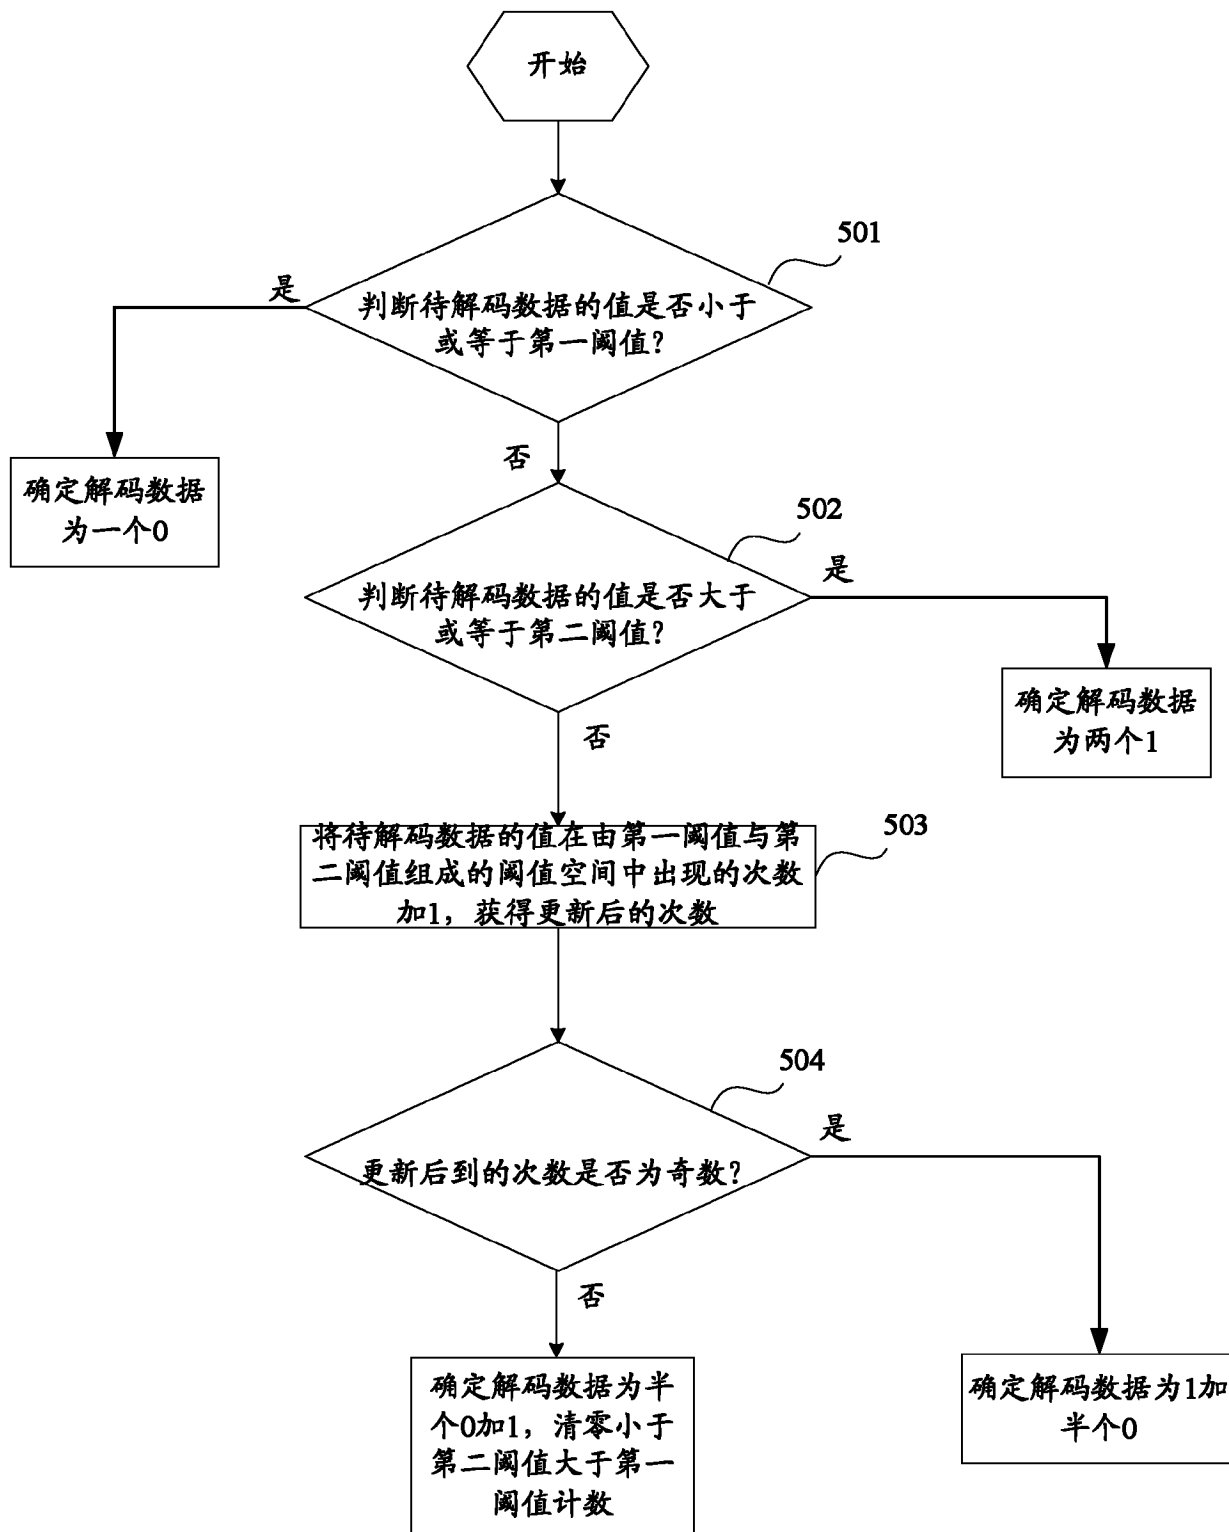 开始
501
是
判断待解码数据的值是否小于
或等于第一阈值？
否
确定解码数据
为一个0
502
是
判断待解码数据的值是否大于
或等于第二阈值？
确定解码数据
为两个1
否
503
将待解码数据的值在由第一阈值与第
二阈值组成的阈值空间中出现的次数
加1，获得更新后的次数
504
是
更新后到的次数是否为奇数？
否
确定解码数据为半
个0加1，清零小于
第二阈值大于第一
阈值计数
确定解码数据为1加
半个0